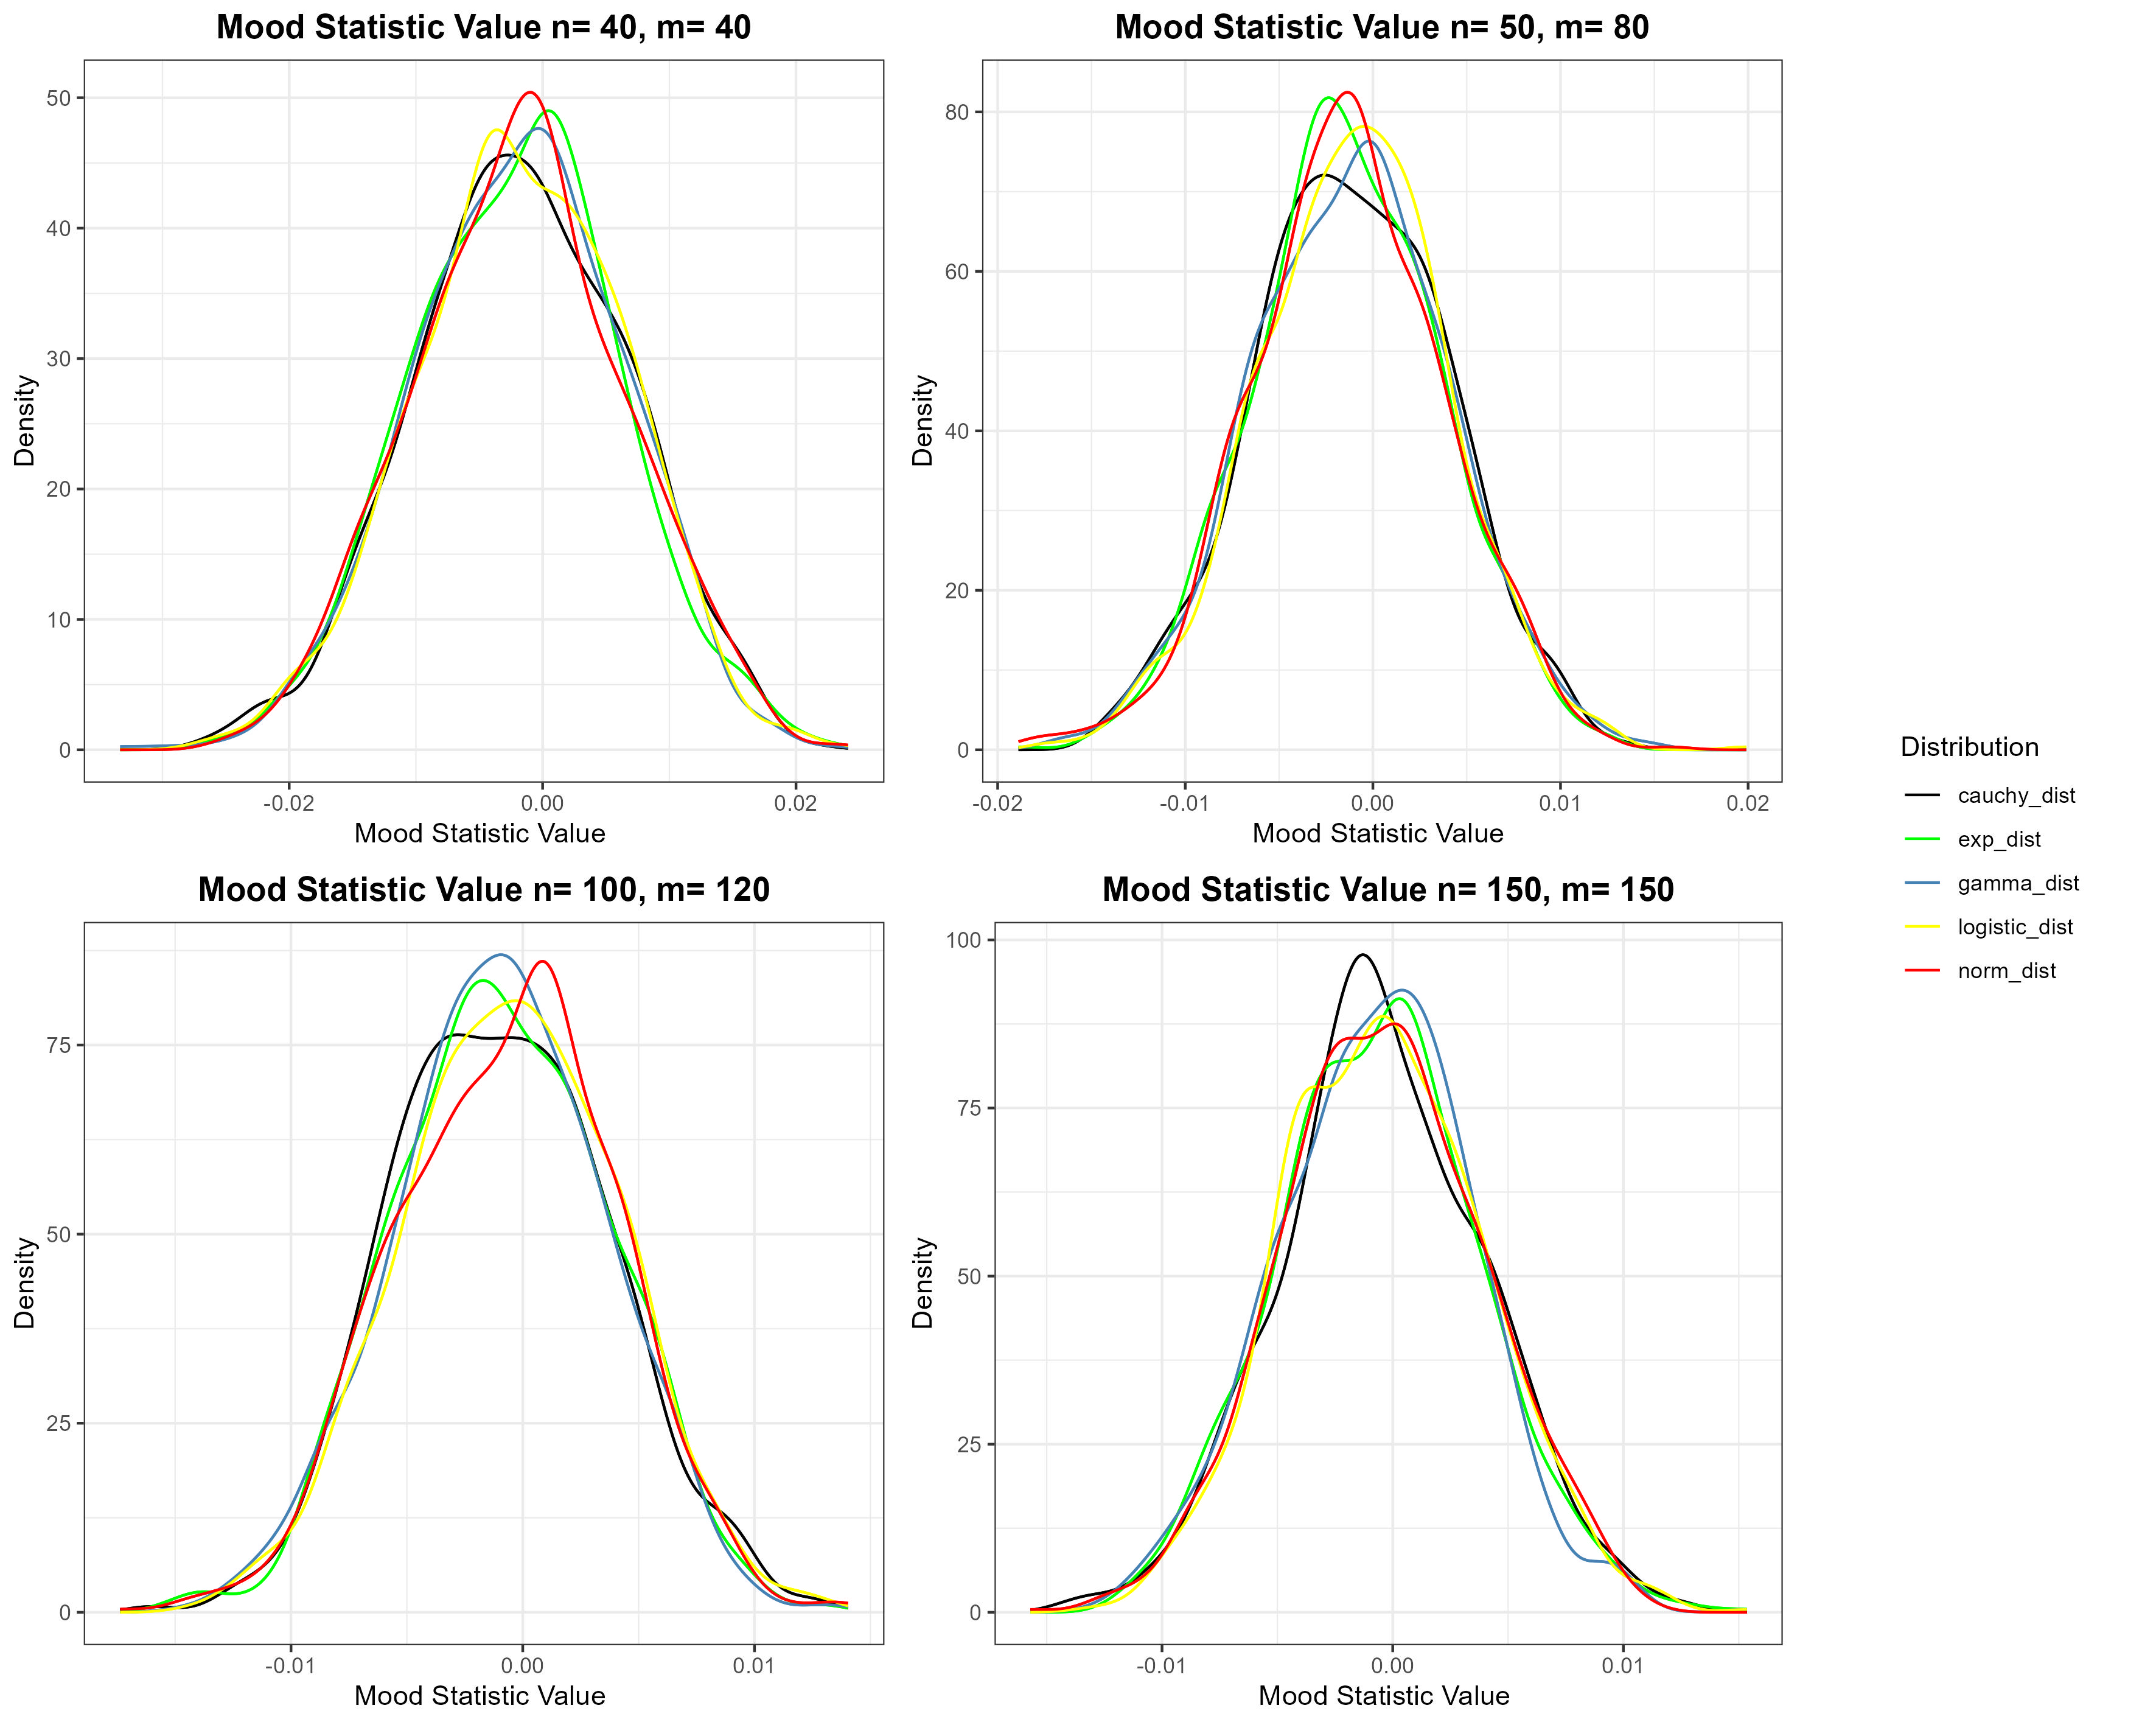 Mood Statistic Value n= 40, m= 40
50
40
30
20
10
0
Density
-0.02 0.00 0.02
Mood Statistic Value
Mood Statistic Value n= 50, m= 80
80
60
40
20
0
Density
-0.02 -0.01 0.00 0.01 0.02
Mood Statistic Value
Mood Statistic Value n= 100, m= 120
75
50
25
0
Density
-0.01 0.00 0.01
Mood Statistic Value
Mood Statistic Value n= 150, m= 150
100
75
50
25
0
Density
-0.01 0.00 0.01
Mood Statistic Value
Distribution
cauchy_dist
exp_dist
gamma_dist
logistic_dist
norm_dist